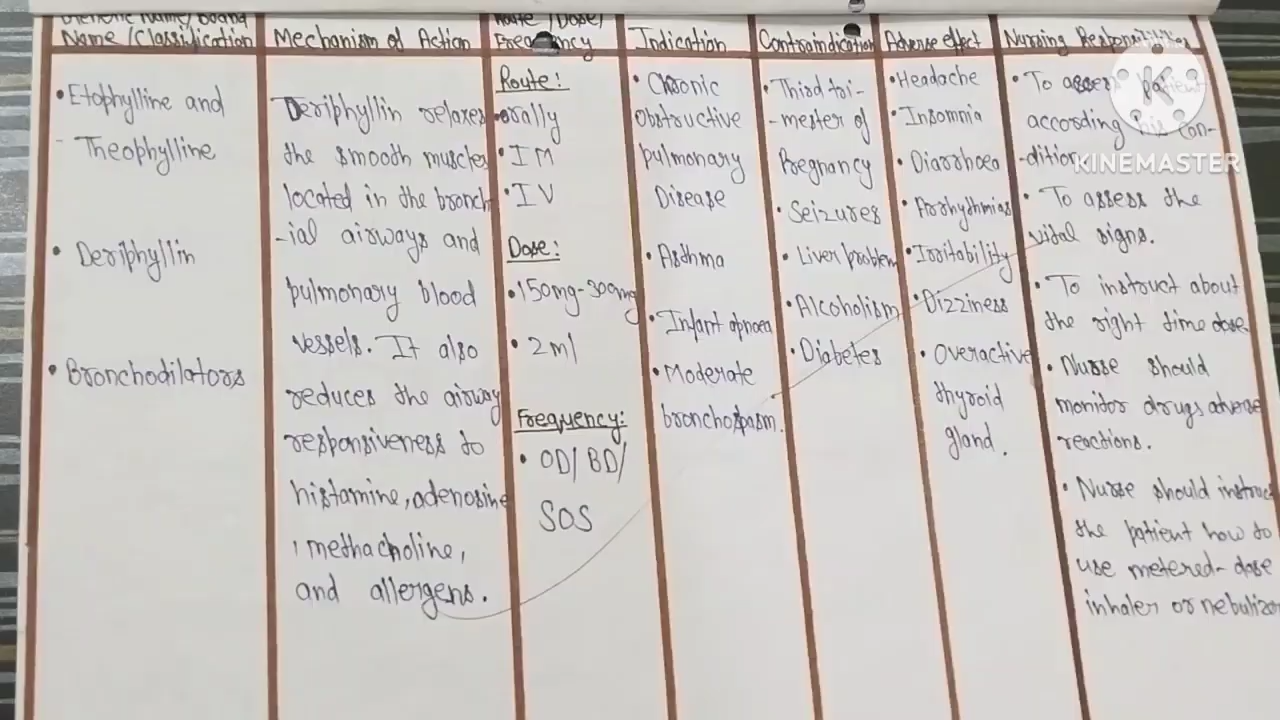 Generic Name/Brand
Name/Classification
Mechanism of Action
Route/Dose/
Frequency
Indication
Contraindication
Adverse effect
Nursing Responsibilities
• Etophylline and
- Theophylline
• Deriphyllin
• Bronchodilators
Deriphyllin relaxes
the smooth muscles
located in the bronch
-ial airways and
pulmonary blood
vessels. It also
reduces the airway
responsiveness to
histamine, adenosine
, methacholine,
and allergens.
Route:
• orally
• IM
• IV
Dose:
• 150mg-300mg
• 2ml
Frequency:
• OD/BD/
SOS
• Chronic
Obstructive
pulmonary
Disease
• Asthma
• Infant apnoea
• Moderate
bronchospasm.
• Third tri-
-mester of
Pregnancy
• Seizures
• Liver problem
• Alcoholism
• Diabetes
• Headache
• Insomnia
• Diarrhoea
• Arrhythmias
• Irritability
• Dizziness
• Overactive
thyroid
gland.
• To assess patient
according his con-
-dition
• To assess the
vital signs.
• To instruct about
the right time dose
• Nurse should
monitor drugs adverse
reactions.
• Nurse should instruct
the patient how to
use metered-dose
inhaler or nebulizer
K
KINEMASTER